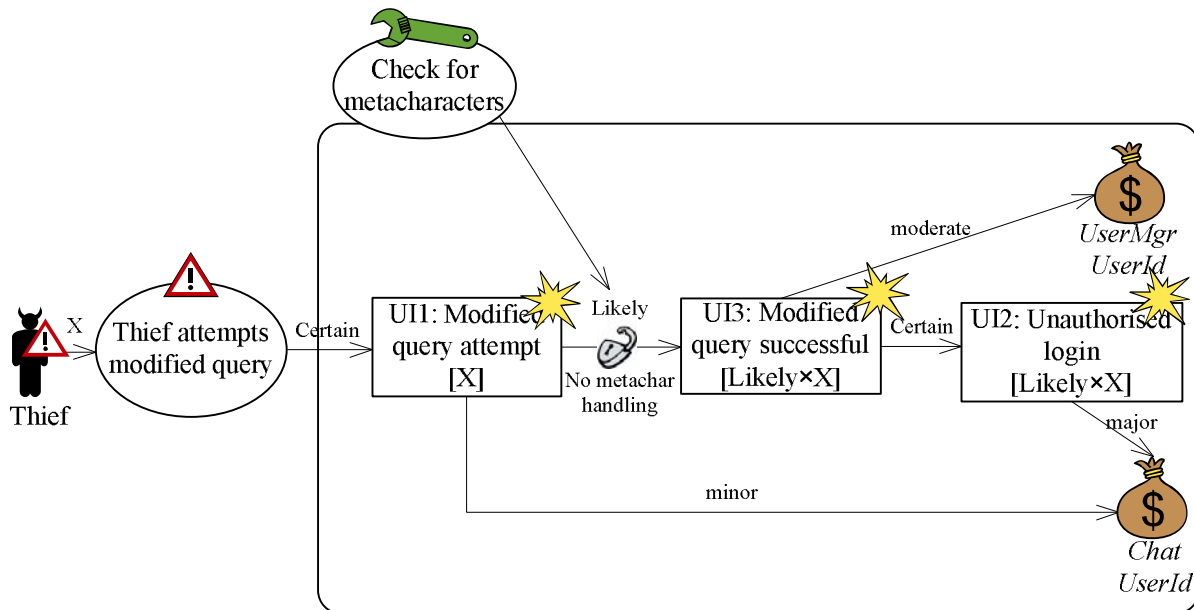 Check for
metacharacters
$
moderate
UserMgr
UserId
!
X
!
Thief attempts
modified query
Thief
Certain
UI1: Modified
query attempt
[X]
Likely
No metachar
handling
UI3: Modified
query successful
[Likely×X]
Certain
UI2: Unauthorised
login
[Likely×X]
major
minor
$
Chat
UserId